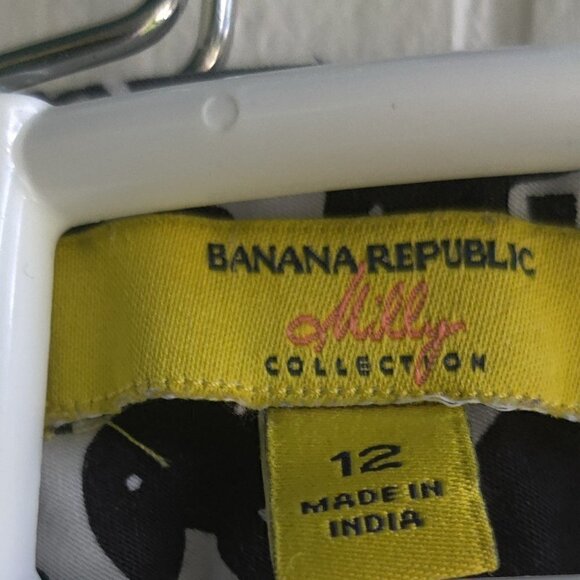 BANANA REPUBLIC
Milly
COLLECTION
12
MADE IN
INDIA